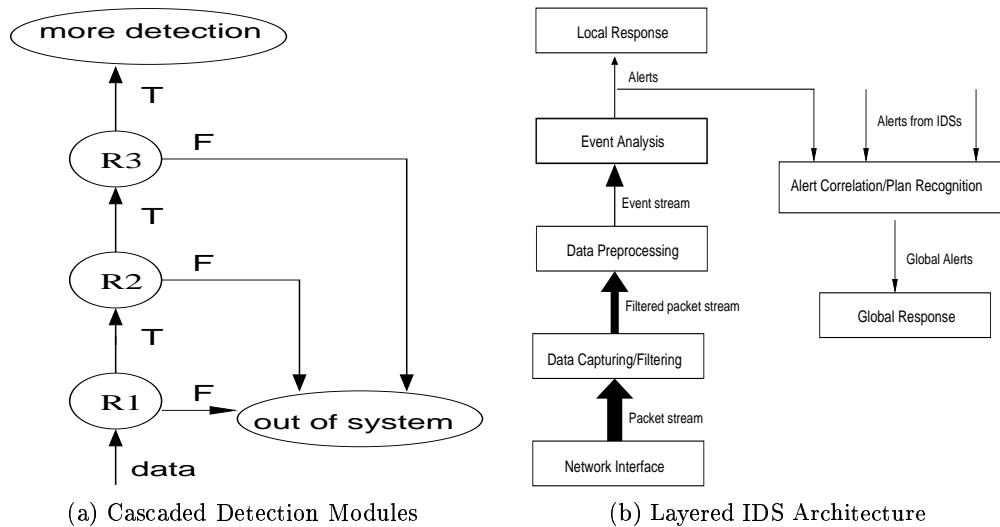 more detection
T
F
R3
T
F
R2
T
F
R1
out of system
data
(a) Cascaded Detection Modules
Local Response
Alerts
Alerts from IDSs
Event Analysis
Alert Correlation/Plan Recognition
Event stream
Data Preprocessing
Global Alerts
Filtered packet stream
Global Response
Data Capturing/Filtering
Packet stream
Network Interface
(b) Layered IDS Architecture